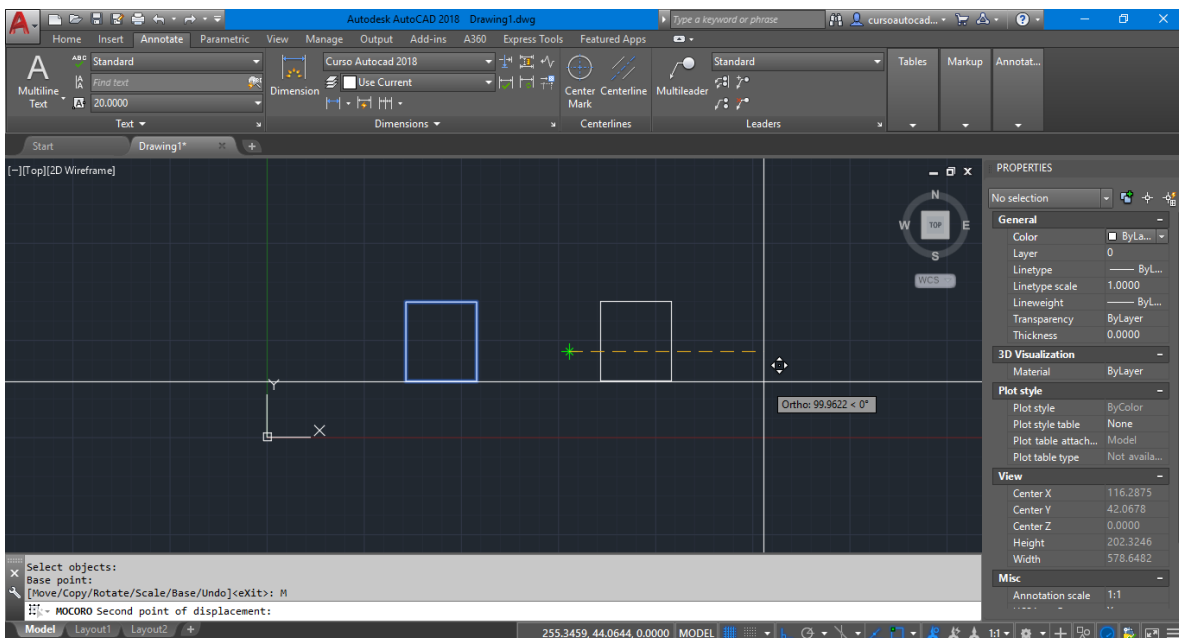 Autodesk AutoCAD 2018 Drawing1.dwg
Type a keyword or phrase
cursoautocad...
Home Insert Annotate Parametric View Manage Output Add-ins A360 Express Tools Featured Apps
A
Multiline Text
ABC Standard
Find text
20.0000
Text
Dimension
Curso Autocad 2018
Use Current
Dimensions
Center Mark
Centerline
Centerlines
Multileader
Standard
Leaders
Tables
Markup
Annotat...
Start
Drawing1*
[−][Top][2D Wireframe]
N
W TOP E
S
WCS
Y
X
Ortho: 99.9622 < 0°
PROPERTIES
No selection
General
Color ByLa...
Layer 0
Linetype ByL...
Linetype scale 1.0000
Lineweight ByL...
Transparency ByLayer
Thickness 0.0000
3D Visualization
Material ByLayer
Plot style
Plot style ByColor
Plot style table None
Plot table attach... Model
Plot table type Not availa...
View
Center X 116.2875
Center Y 42.0678
Center Z 0.0000
Height 202.3246
Width 578.6482
Misc
Annotation scale 1:1
Select objects:
Base point:
[Move/Copy/Rotate/Scale/Base/Undo]<eXit>: M
MOCORO Second point of displacement:
Model Layout1 Layout2 +
255.3459, 44.0644, 0.0000 MODEL 1:1